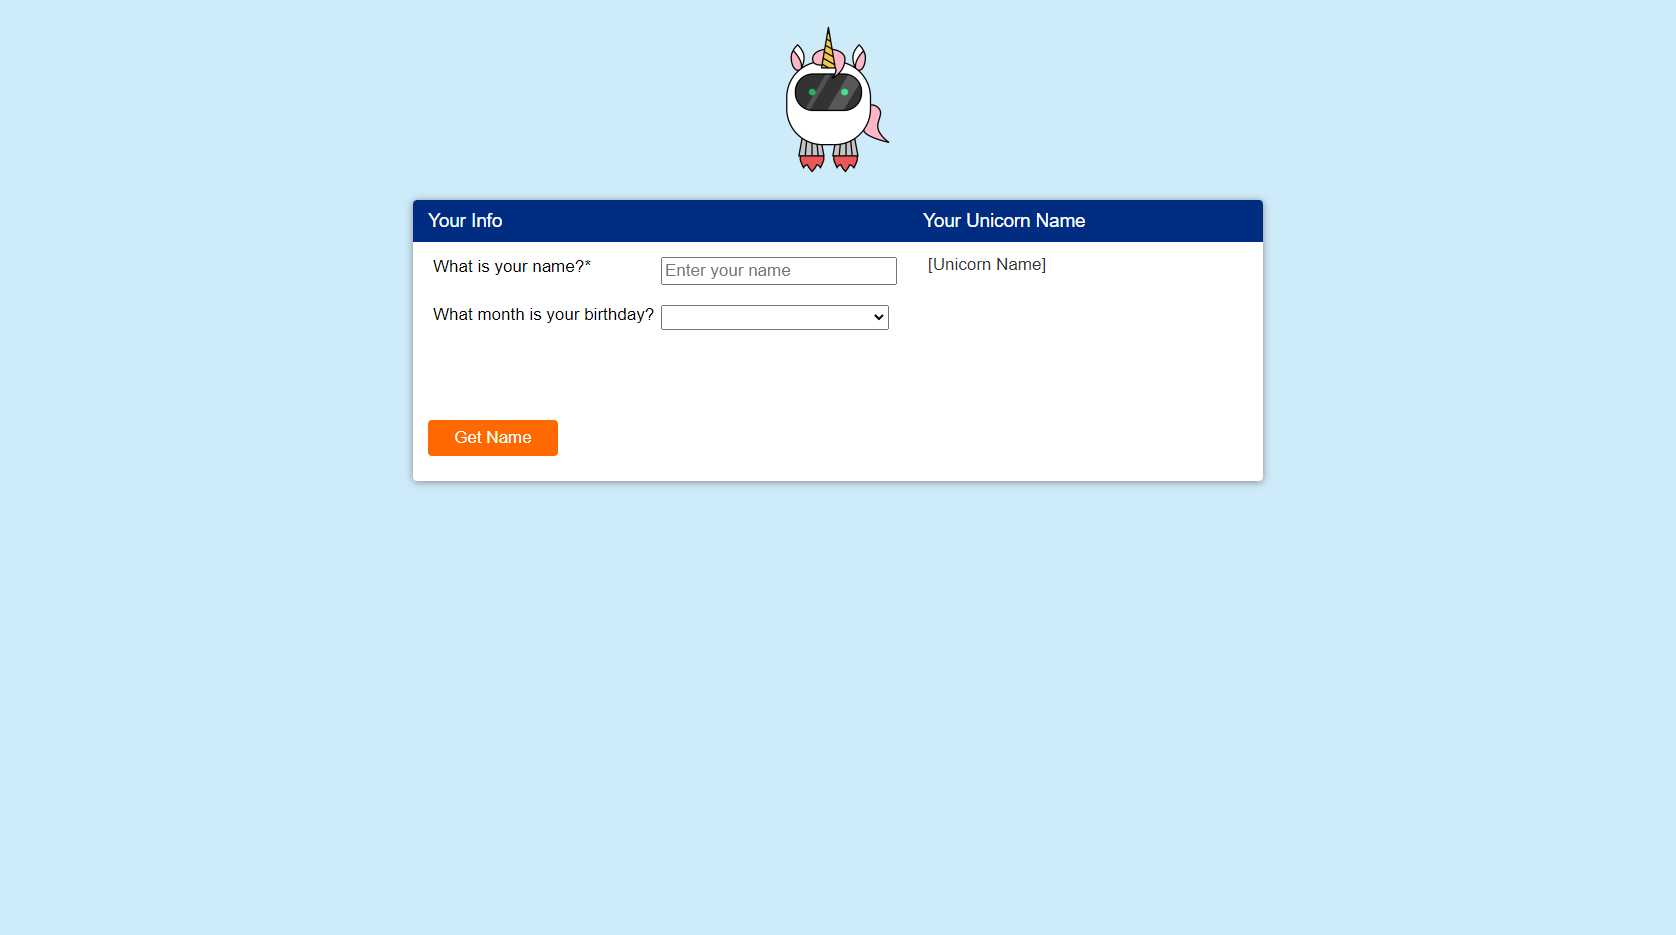 Your Info
Your Unicorn Name
What is your name?*
Enter your name
[Unicorn Name]
What month is your birthday?
Get Name